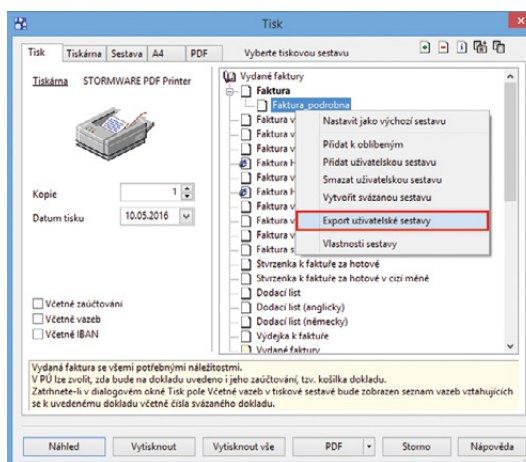 Tisk
Tisk Tiskárna Sestava A4 PDF Vyberte tiskovou sestavu
Tiskárna STORMWARE PDF Printer
Kopie 1
Datum tisku 10.05.2016
Včetně zaúčtování
Včetně vazeb
Včetně IBAN
Vydané faktury
Faktura
Faktura_podrobna
Faktura v
Faktura v
Faktura v
Faktura H
Faktura v
Faktura H
Faktura v
Faktura v
Faktura v
Faktura s
Stvrzenka k faktuře za hotové
Stvrzenka k faktuře za hotové v cizí měně
Dodací list
Dodací list (anglicky)
Dodací list (německy)
Výdejka k faktuře
Vydané faktury
Nastavit jako výchozí sestavu
Přidat k oblíbeným
Přidat uživatelskou sestavu
Smazat uživatelskou sestavu
Vytvořit svázanou sestavu
Export uživatelské sestavy
Vlastnosti sestavy
Vydaná faktura se všemi potřebnými náležitostmi.
V PÚ lze zvolit, zda bude na dokladu uvedeno i jeho zaúčtování, tzv. košilka dokladu.
Zatrhnete-li v dialogovém okně Tisk pole Včetně vazeb v tiskové sestavě bude zobrazen seznam vazeb vztahujících
se k uvedenému dokladu včetně čísla svázaného dokladu.
Náhled Vytisknout Vytisknout vše PDF Storno Nápověda